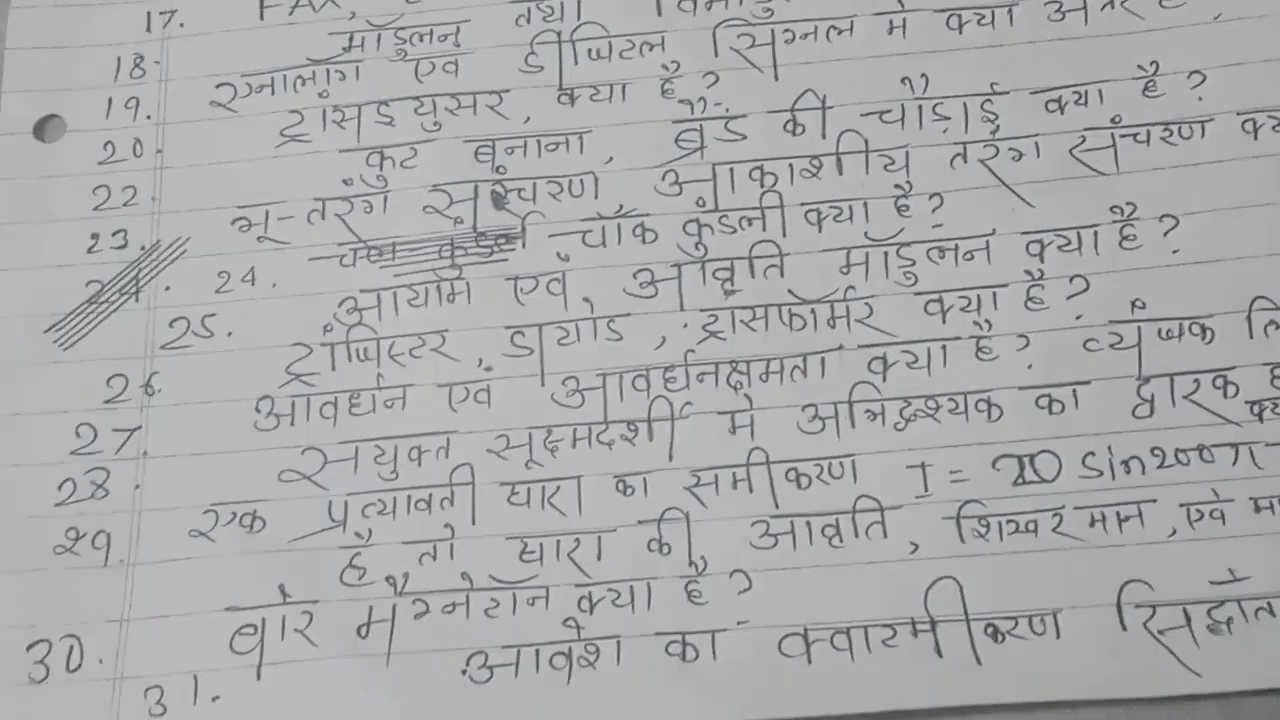 17. FAX,
18. मॉडुलन तथा
19. एनालॉग एवं डीजिटल सिग्नल में क्या अंतर है
20. ट्रांसड्युसर, क्या है?
22. कुट बनाना, बैंड की चौड़ाई क्या है?
23. भू-तरंग संचरण आकाशीय तरंग संचरण क्य
24. चॉक कुंडली क्या है?
25. आयाम एवं, आवृति मॉडुलन क्या है?
26. ट्रांजिस्टर, डायोड, ट्रांसफॉर्मर क्या है?
27. आवर्धन एवं आवर्धनक्षमता क्या है? व्यंजक लि
28. संयुक्त सूक्ष्मदर्शी में अभिदृश्यक का द्वारक
29. एक प्रत्यावर्ती धारा का समीकरण I = 20 Sin200π
है, तो धारा की आवृति, शिखर मान, एवं मा
30. बोर मैग्नेटॉन क्या है?
31. आवेश का क्वाटमीकरण सिद्धांत